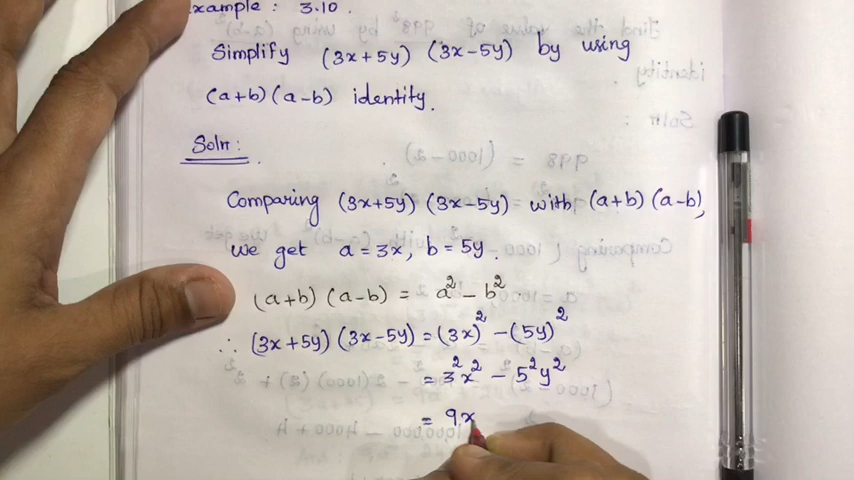 Example : 3.10.
Simplify (3x+5y) (3x-5y) by using
(a+b)(a-b) identity.
Soln :
Comparing (3x+5y) (3x-5y) with (a+b)(a-b),
we get a = 3x, b = 5y.
(a+b) (a-b) = a² - b².
∴ (3x+5y) (3x-5y) = (3x)² - (5y)²
= 3²x² - 5²y²
= 9x